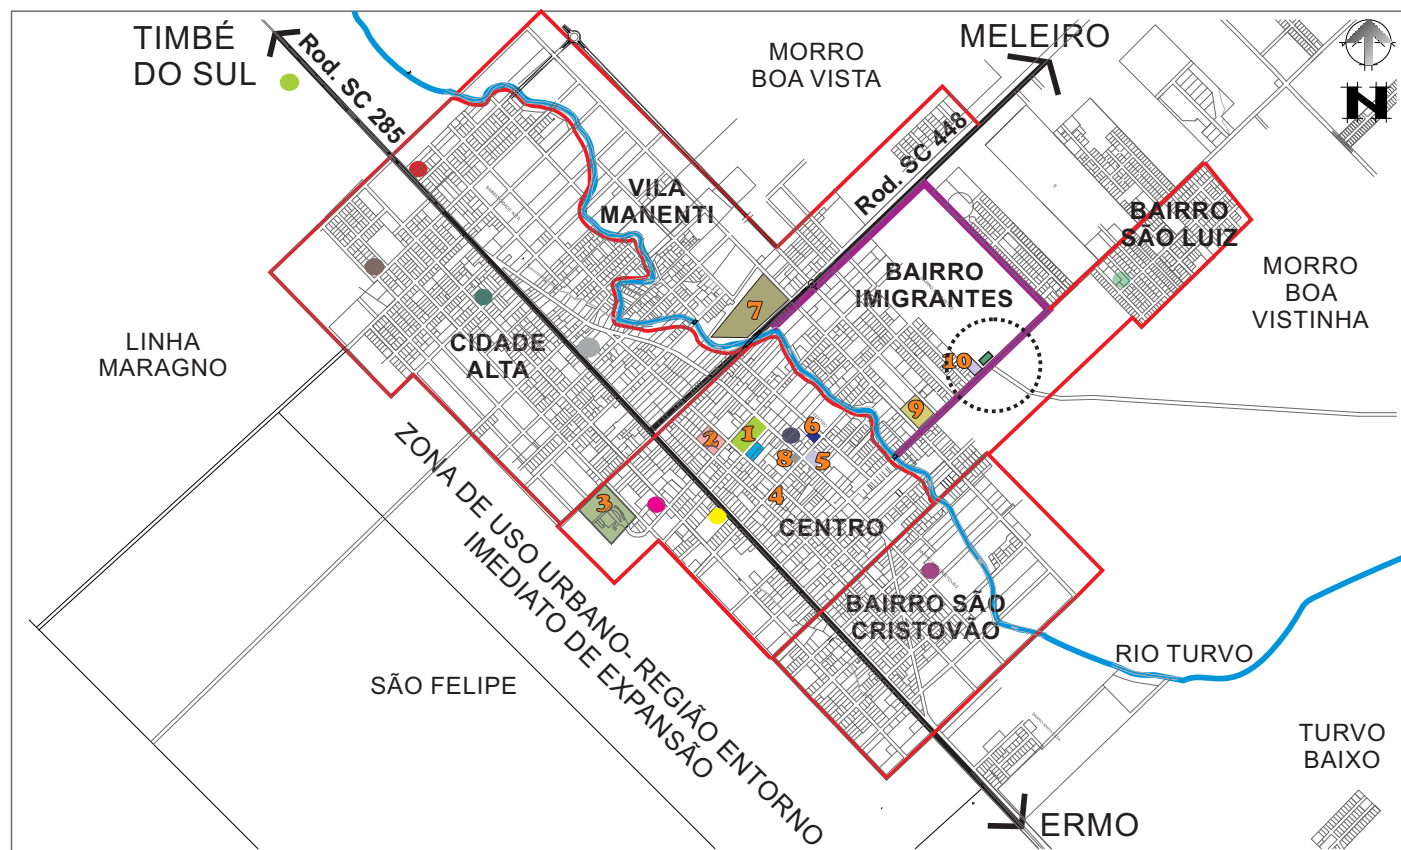 TIMBÉ
DO SUL
Rod. SC 285
MORRO
BOA VISTA
MELEIRO
N
Rod. SC 448
VILA
MANENTI
BAIRRO
SÃO LUIZ
BAIRRO
IMIGRANTES
MORRO
BOA
VISTINHA
LINHA
MARAGNO
CIDADE
ALTA
7
10
9
6
1
2
8
5
4
3
CENTRO
ZONA DE USO URBANO- REGIÃO ENTORNO
IMEDIATO DE EXPANSÃO
BAIRRO SÃO
CRISTOVÃO
RIO TURVO
SÃO FELIPE
TURVO
BAIXO
ERMO